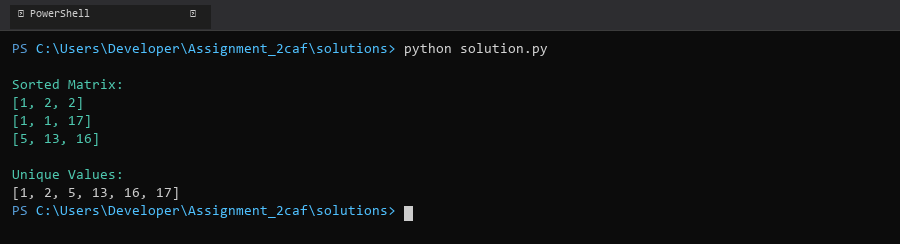 PowerShell
PS C:\Users\Developer\Assignment_2caf\solutions> python solution.py
Sorted Matrix:
[1, 2, 2]
[1, 1, 17]
[5, 13, 16]
Unique Values:
[1, 2, 5, 13, 16, 17]
PS C:\Users\Developer\Assignment_2caf\solutions>